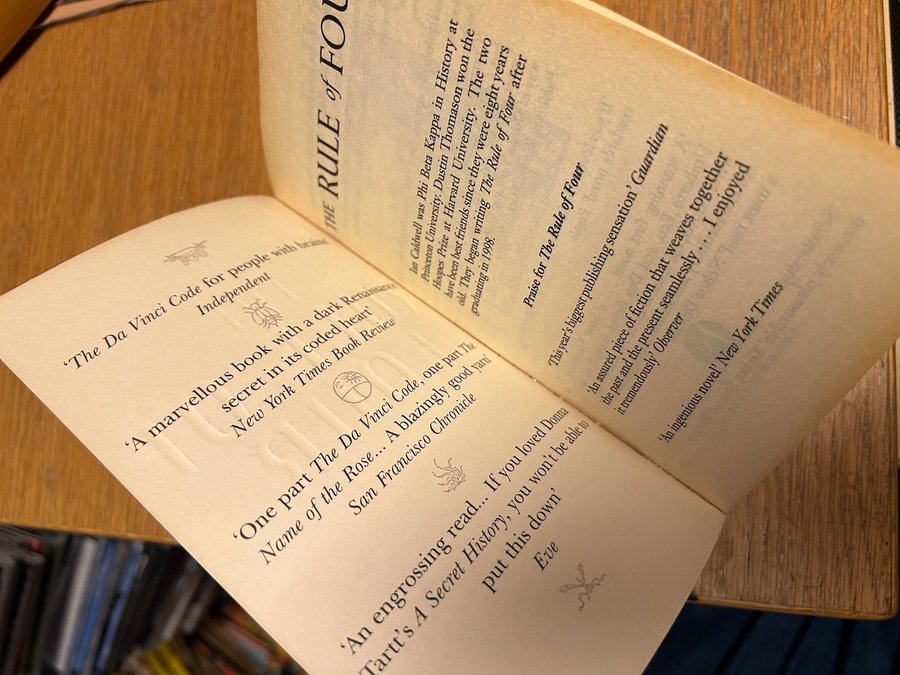 'The Da Vinci Code for people with brains'
Independent
'A marvellous book with a dark Renaissance
secret in its coded heart'
New York Times Book Review
'One part The Da Vinci Code, one part The
Name of the Rose... A blazingly good yarn'
San Francisco Chronicle
'An engrossing read... If you loved Donna
Tartt's A Secret History, you won't be able to
put this down'
Eve
THE RULE of FOU
Ian Caldwell was Phi Beta Kappa in History at
Princeton University. Dustin Thomason won the
Hoopes Prize at Harvard University. The two
have been best friends since they were eight years
old. They began writing The Rule of Four after
graduating in 1998.
Praise for The Rule of Four
'This year's biggest publishing sensation' Guardian
'An assured piece of fiction that weaves together
the past and the present seamlessly .... I enjoyed
it tremendously' Observer
'An ingenious novel' New York Times